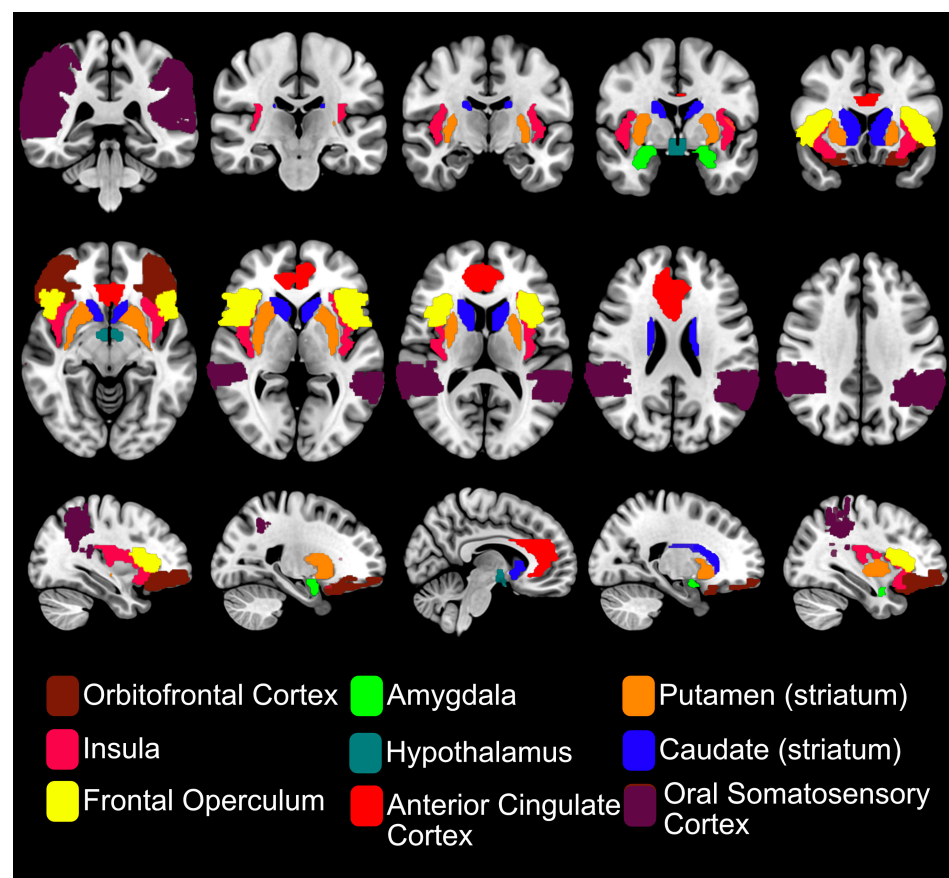 Orbitofrontal Cortex
Amygdala
Putamen (striatum)
Insula
Hypothalamus
Caudate (striatum)
Frontal Operculum
Anterior Cingulate
Cortex
Oral Somatosensory
Cortex